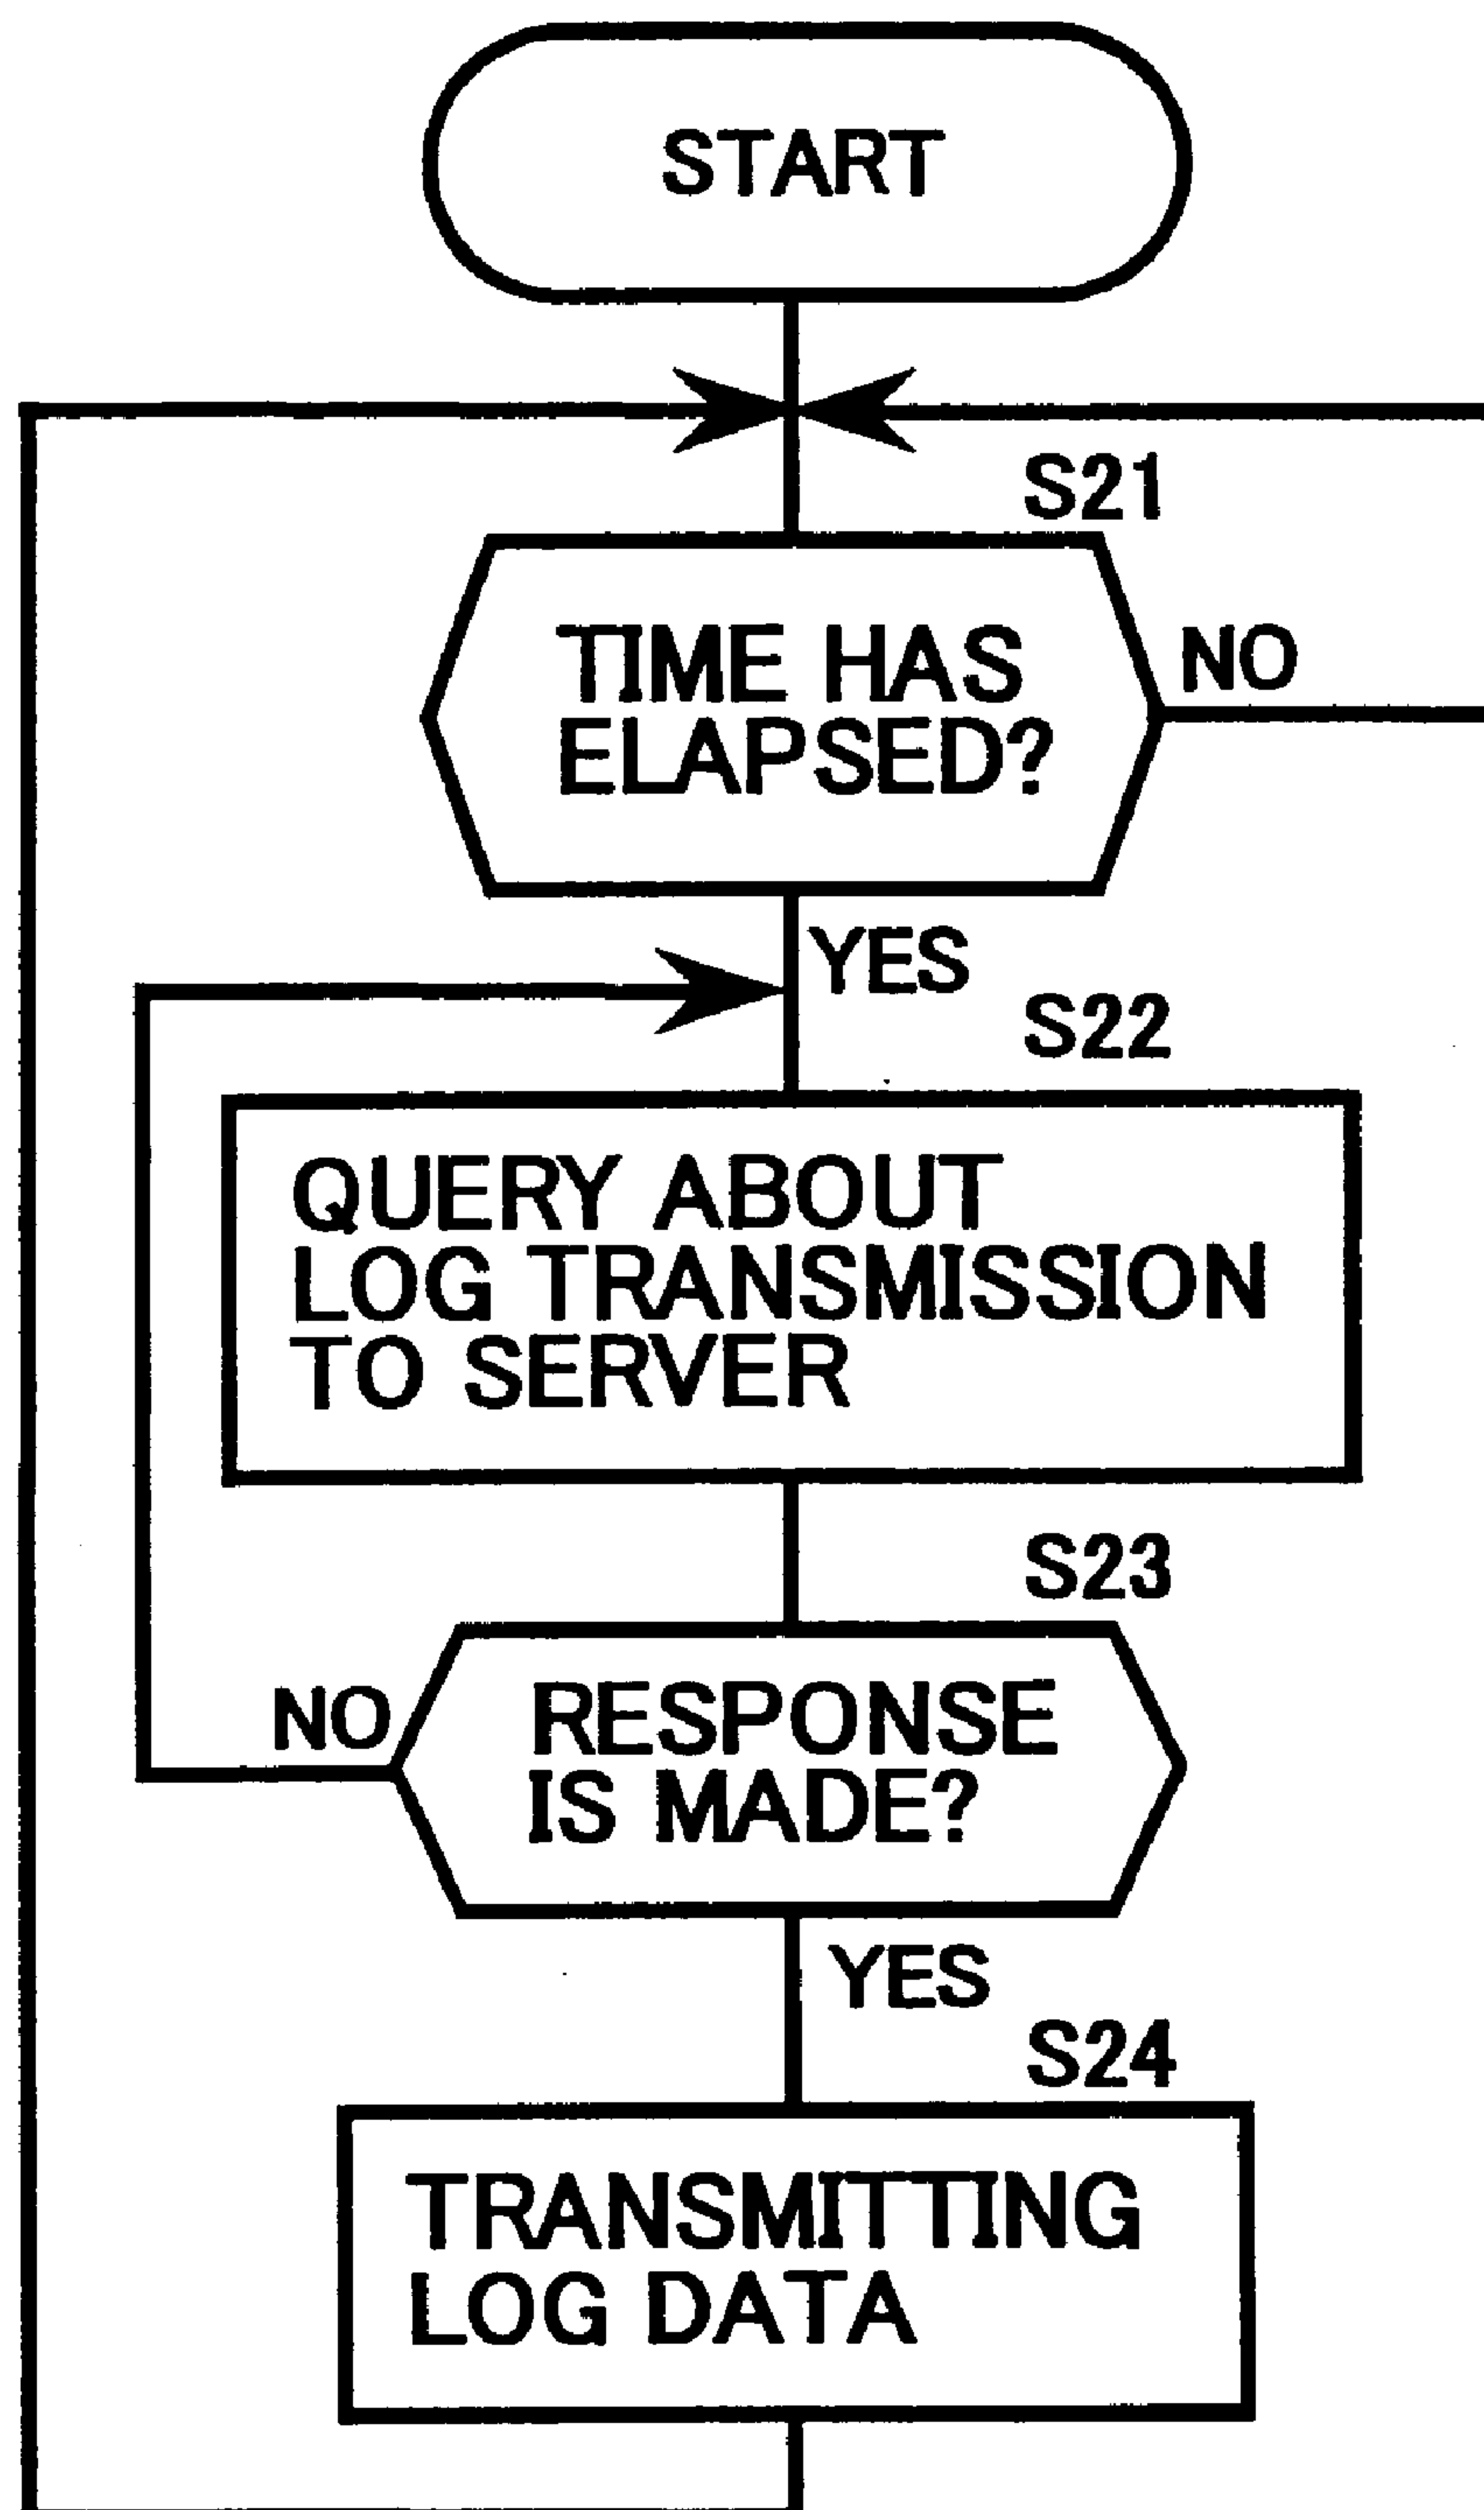 START
S21
TIME HAS
ELAPSED?
NO
YES
S22
QUERY ABOUT
LOG TRANSMISSION
TO SERVER
S23
NO
RESPONSE
IS MADE?
YES
S24
TRANSMITTING
LOG DATA